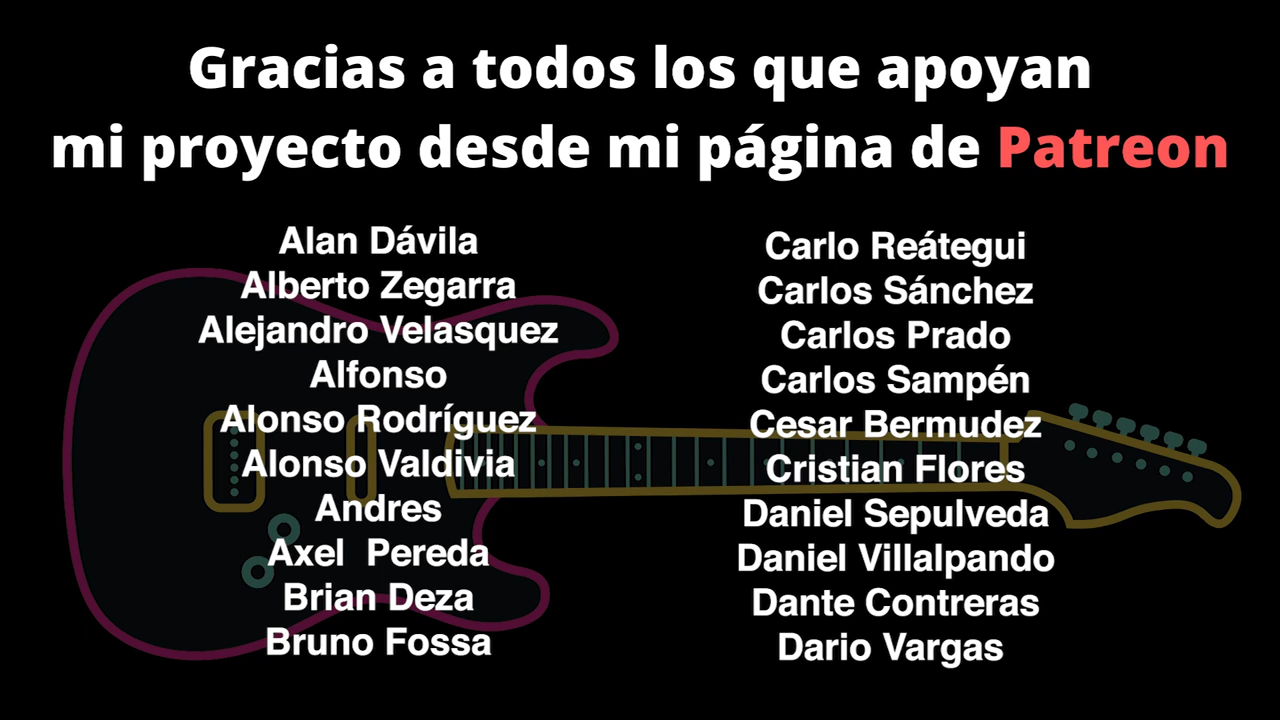 Gracias a todos los que apoyan
mi proyecto desde mi página de Patreon
Alan Dávila
Alberto Zegarra
Alejandro Velasquez
Alfonso
Alonso Rodríguez
Alonso Valdivia
Andres
Axel  Pereda
Brian Deza
Bruno Fossa
Carlo Reátegui
Carlos Sánchez
Carlos Prado
Carlos Sampén
Cesar Bermudez
Cristian Flores
Daniel Sepulveda
Daniel Villalpando
Dante Contreras
Dario Vargas